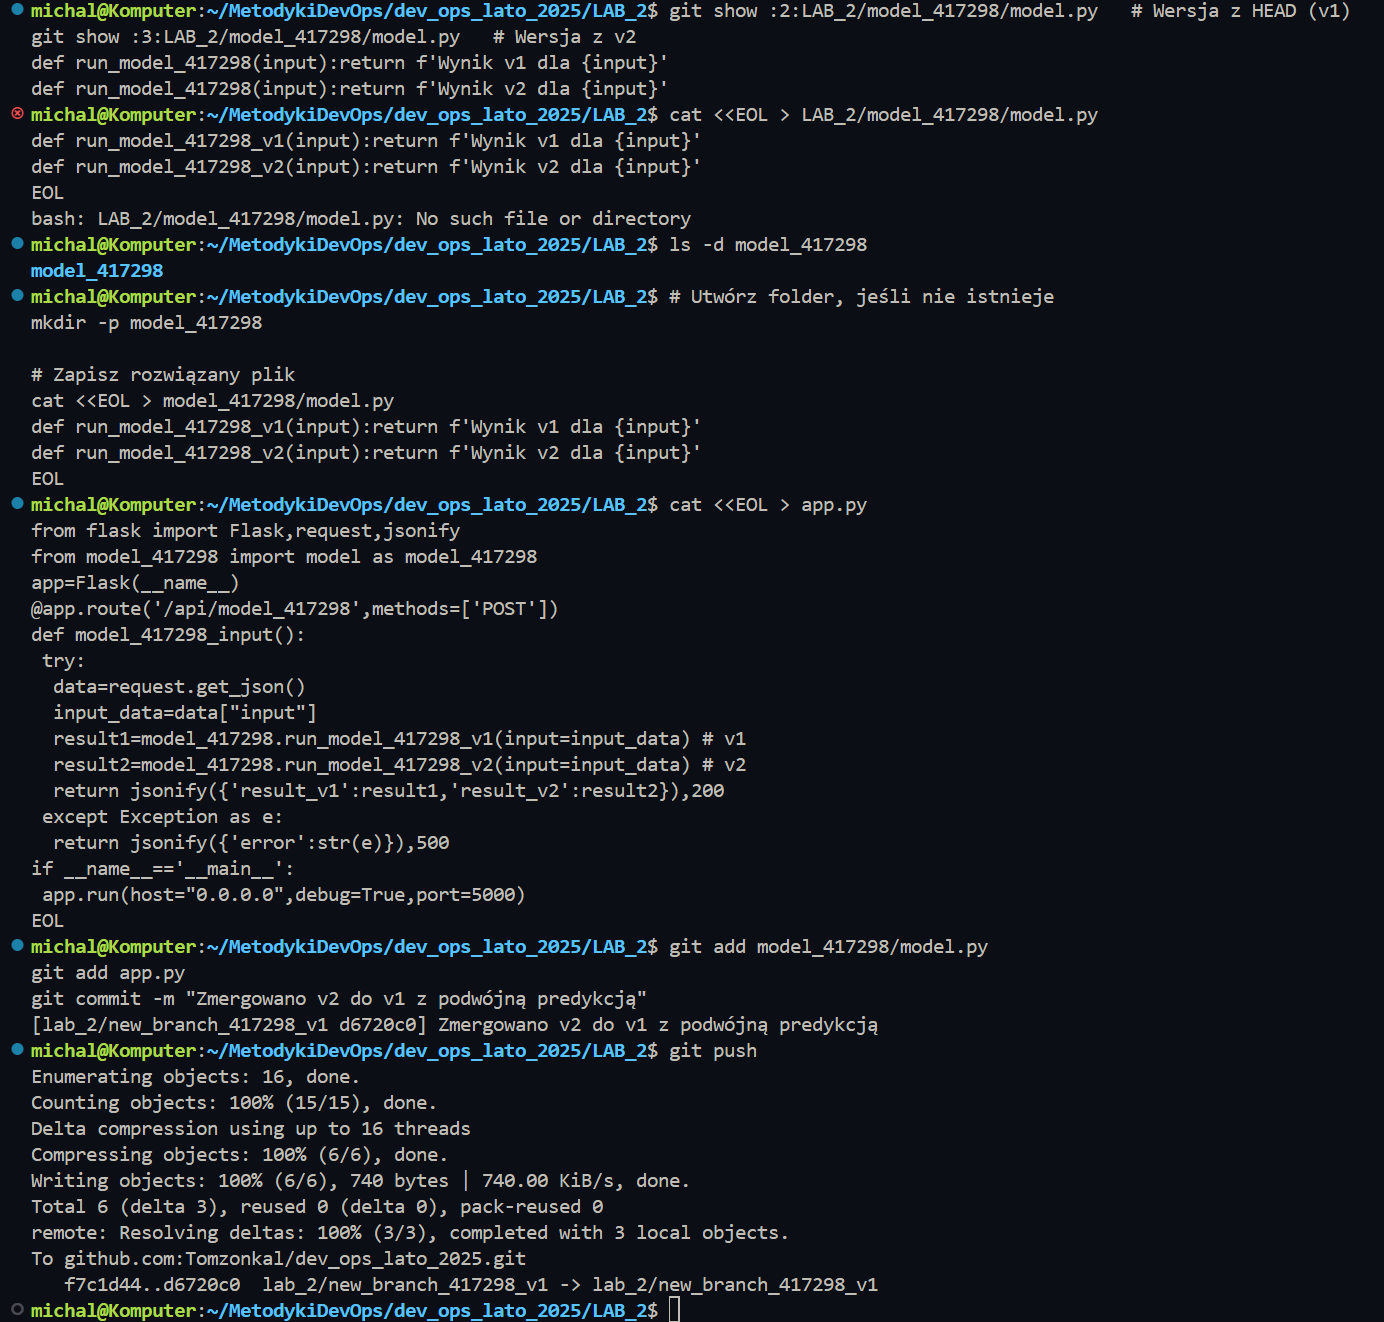 michal@Komputer:~/MetodykiDevOps/dev_ops_lato_2025/LAB_2$ git show :2:LAB_2/model_417298/model.py   # Wersja z HEAD (v1)
git show :3:LAB_2/model_417298/model.py   # Wersja z v2
def run_model_417298(input):return f'Wynik v1 dla {input}'
def run_model_417298(input):return f'Wynik v2 dla {input}'
michal@Komputer:~/MetodykiDevOps/dev_ops_lato_2025/LAB_2$ cat <<EOL > LAB_2/model_417298/model.py
def run_model_417298_v1(input):return f'Wynik v1 dla {input}'
def run_model_417298_v2(input):return f'Wynik v2 dla {input}'
EOL
bash: LAB_2/model_417298/model.py: No such file or directory
michal@Komputer:~/MetodykiDevOps/dev_ops_lato_2025/LAB_2$ ls -d model_417298
model_417298
michal@Komputer:~/MetodykiDevOps/dev_ops_lato_2025/LAB_2$ # Utwórz folder, jeśli nie istnieje
mkdir -p model_417298

# Zapisz rozwiązany plik
cat <<EOL > model_417298/model.py
def run_model_417298_v1(input):return f'Wynik v1 dla {input}'
def run_model_417298_v2(input):return f'Wynik v2 dla {input}'
EOL
michal@Komputer:~/MetodykiDevOps/dev_ops_lato_2025/LAB_2$ cat <<EOL > app.py
from flask import Flask,request,jsonify
from model_417298 import model as model_417298
app=Flask(__name__)
@app.route('/api/model_417298',methods=['POST'])
def model_417298_input():
 try:
  data=request.get_json()
  input_data=data["input"]
  result1=model_417298.run_model_417298_v1(input=input_data) # v1
  result2=model_417298.run_model_417298_v2(input=input_data) # v2
  return jsonify({'result_v1':result1,'result_v2':result2}),200
 except Exception as e:
  return jsonify({'error':str(e)}),500
if __name__=='__main__':
 app.run(host="0.0.0.0",debug=True,port=5000)
EOL
michal@Komputer:~/MetodykiDevOps/dev_ops_lato_2025/LAB_2$ git add model_417298/model.py
git add app.py
git commit -m "Zmergowano v2 do v1 z podwójną predykcją"
[lab_2/new_branch_417298_v1 d6720c0] Zmergowano v2 do v1 z podwójną predykcją
michal@Komputer:~/MetodykiDevOps/dev_ops_lato_2025/LAB_2$ git push
Enumerating objects: 16, done.
Counting objects: 100% (15/15), done.
Delta compression using up to 16 threads
Compressing objects: 100% (6/6), done.
Writing objects: 100% (6/6), 740 bytes | 740.00 KiB/s, done.
Total 6 (delta 3), reused 0 (delta 0), pack-reused 0
remote: Resolving deltas: 100% (3/3), completed with 3 local objects.
To github.com:Tomzonkal/dev_ops_lato_2025.git
   f7c1d44..d6720c0  lab_2/new_branch_417298_v1 -> lab_2/new_branch_417298_v1
michal@Komputer:~/MetodykiDevOps/dev_ops_lato_2025/LAB_2$